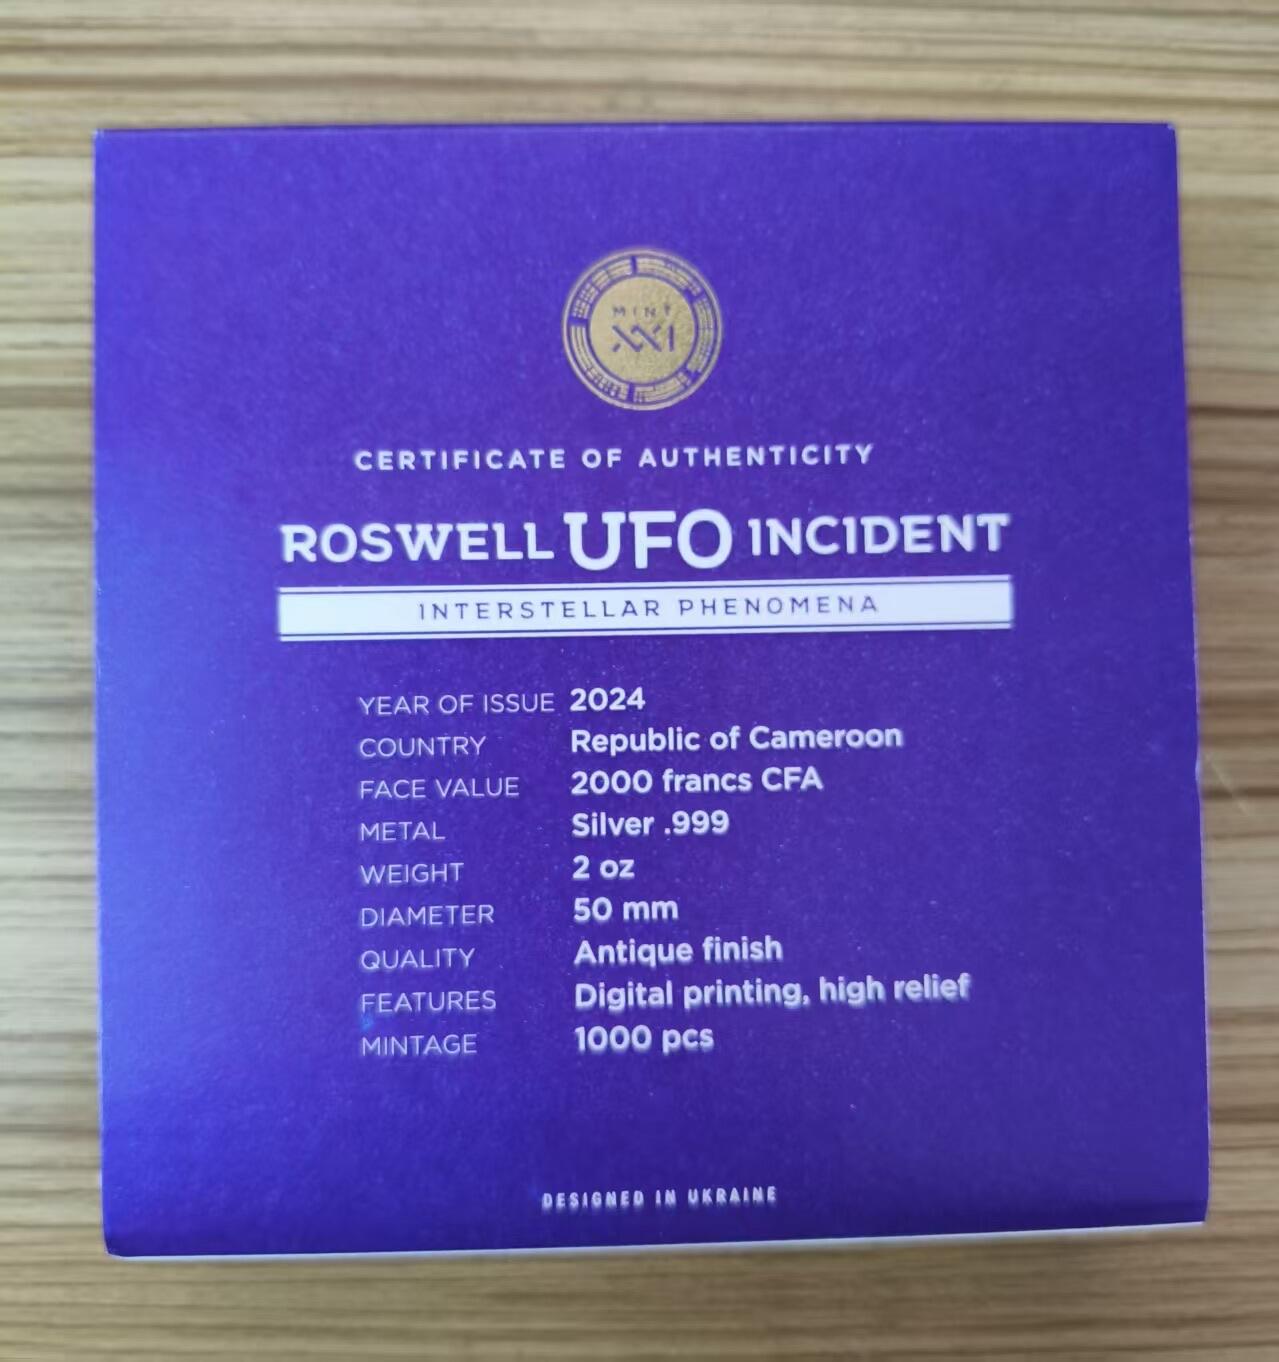 MINT
XXI
CERTIFICATE OF AUTHENTICITY
ROSWELL UFO INCIDENT
INTERSTELLAR PHENOMENA
YEAR OF ISSUE 2024
COUNTRY Republic of Cameroon
FACE VALUE 2000 francs CFA
METAL Silver .999
WEIGHT 2 oz
DIAMETER 50 mm
QUALITY Antique finish
FEATURES Digital printing, high relief
MINTAGE 1000 pcs
DESIGNED IN UKRAINE